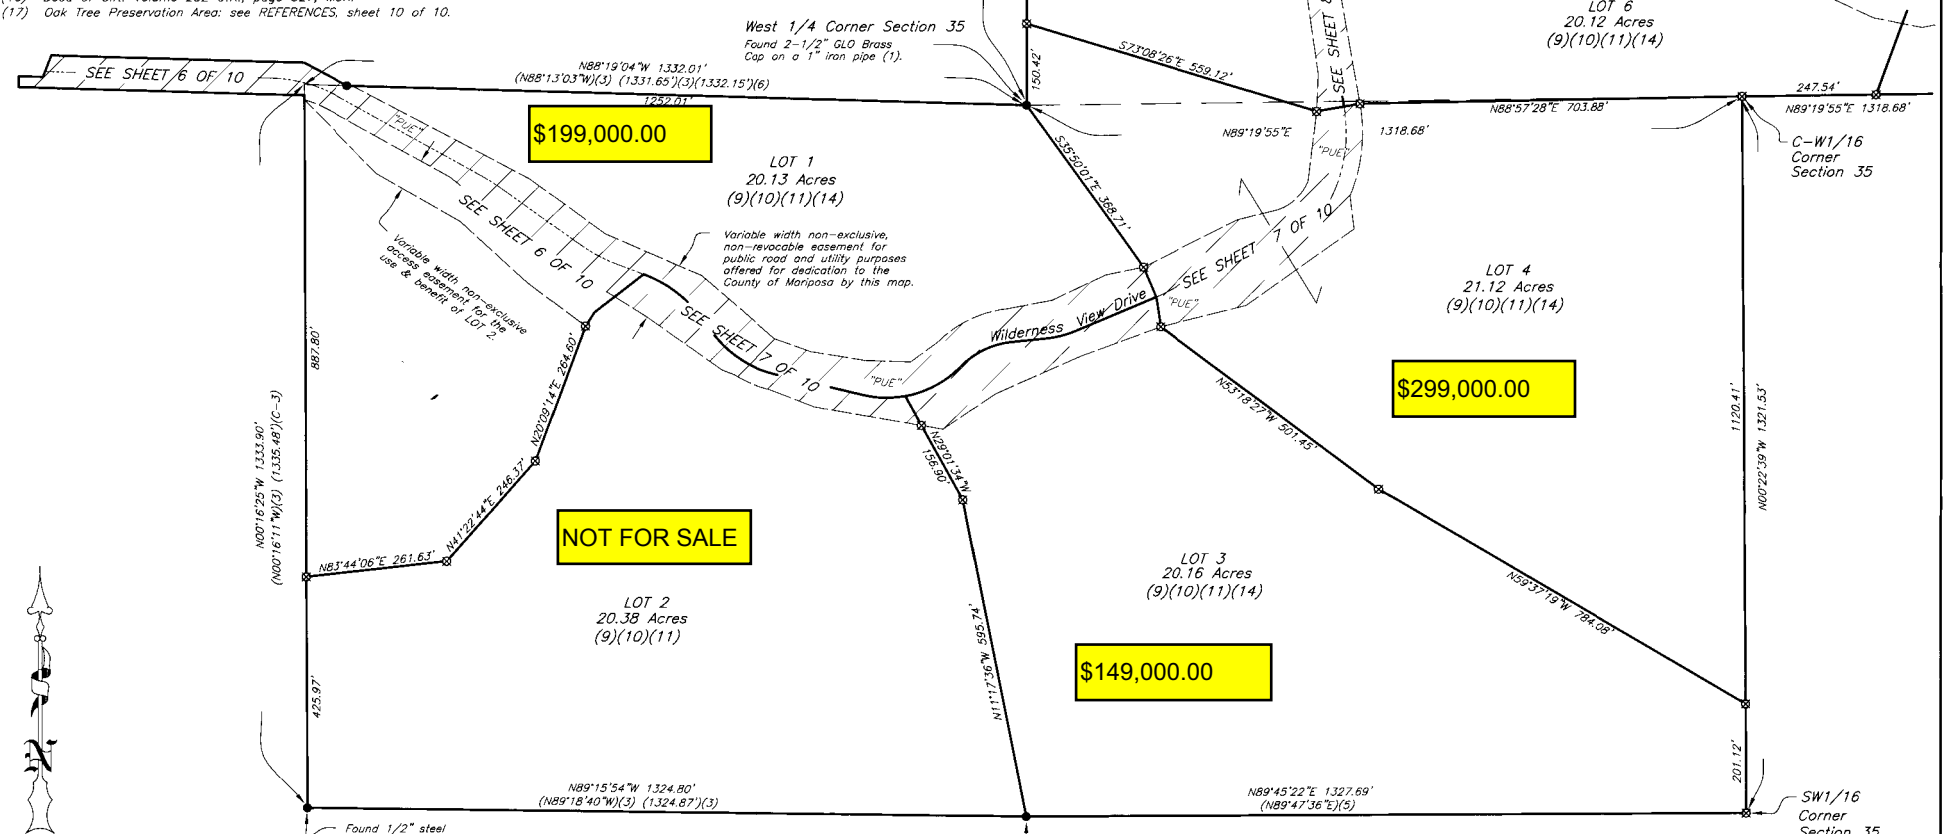 (17) Oak Tree Preservation Area: see REFERENCES, sheet 10 of 10.
West 1/4 Corner Section 35
Found 2-1/2" GLO Brass
Cap on a 1" iron pipe (1).
LOT 6
20.12 Acres
(9)(10)(11)(14)
SEE SHEET 6 OF 10
N88°19'04"W 1332.01'
(N88°13'03"W)(3) (1331.65')(3)(1332.15')(6)
1252.01'
150.42'
S73°08'26"E 559.12'
SEE SHEET
247.54'
N88°57'28"E 703.88'
N89°19'55"E 1318.68'
N89°19'55"E
1318.68'
C-W1/16
Corner
Section 35
"PUE"
$199,000.00
LOT 1
20.13 Acres
(9)(10)(11)(14)
S35°50'01"E 368.71'
"PUE"
SEE SHEET 6 OF 10
Variable width non-exclusive
access easement for the
use & benefit of LOT 2.
Variable width non-exclusive,
non-revocable easement for
public road and utility purposes
offered for dedication to the
County of Mariposa by this map.
SEE SHEET 7 OF 10
LOT 4
21.12 Acres
(9)(10)(11)(14)
"PUE"
Wilderness View Drive
SEE SHEET 7 OF 10
"PUE"
887.80'
N20°09'14"E 264.60'
N53°18'27"W 501.45'
$299,000.00
1120.41'
N00°22'39"W 1321.53'
N00°16'25"W 1333.90'
(N00°16'11"W)(3) (1335.48')(C-3)
N41°22'44"E 246.37'
N29°01'34"W
156.90'
NOT FOR SALE
N83°44'06"E 261.63'
LOT 2
20.38 Acres
(9)(10)(11)
LOT 3
20.16 Acres
(9)(10)(11)(14)
N59°37'19"W 784.08'
N11°17'36"W 595.74'
$149,000.00
425.97'
201.12'
N
N89°15'54"W 1324.80'
(N89°18'40"W)(3) (1324.87')(3)
N89°45'22"E 1327.69'
(N89°47'36"E)(5)
SW1/16
Corner
Section 35
Found 1/2" steel